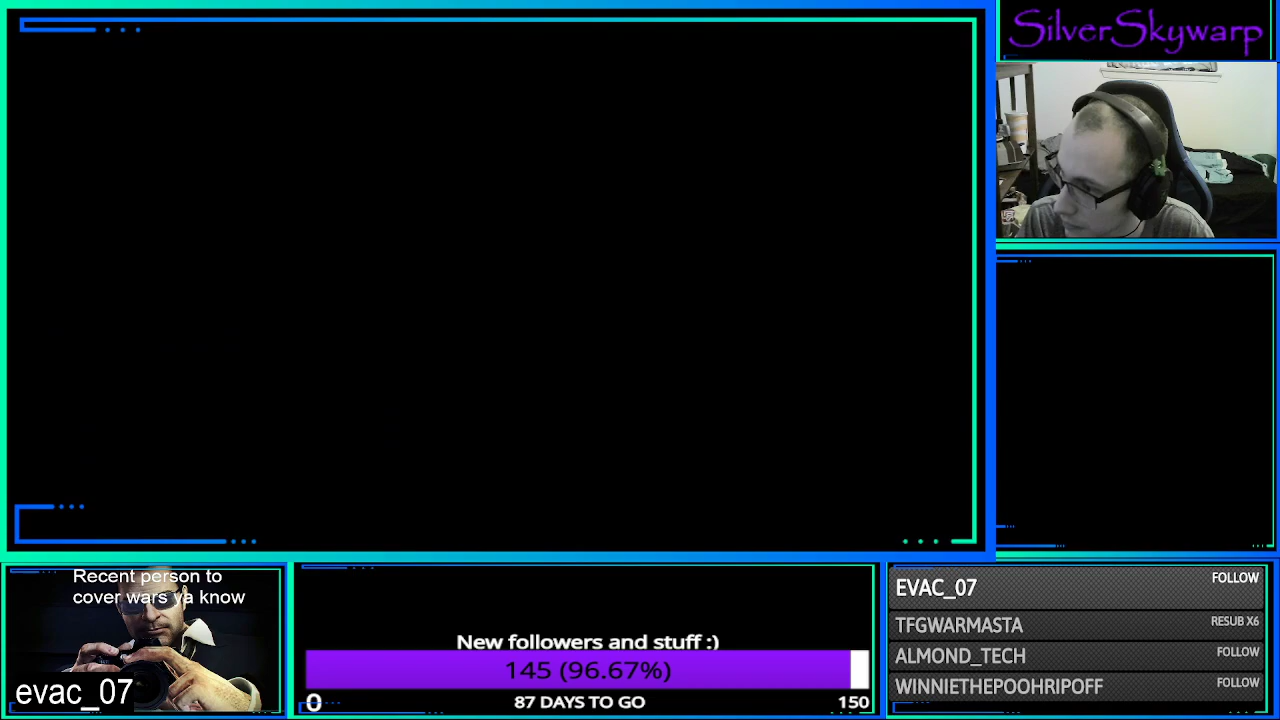 SilverSkywarp
Recent person to
cover wars ya know
evac_07
New followers and stuff :)
145 (96.67%)
0
87 DAYS TO GO
150
EVAC_07
FOLLOW
TFGWARMASTA
RESUB X6
ALMOND_TECH
FOLLOW
WINNIETHEPOOHRIPOFF
FOLLOW